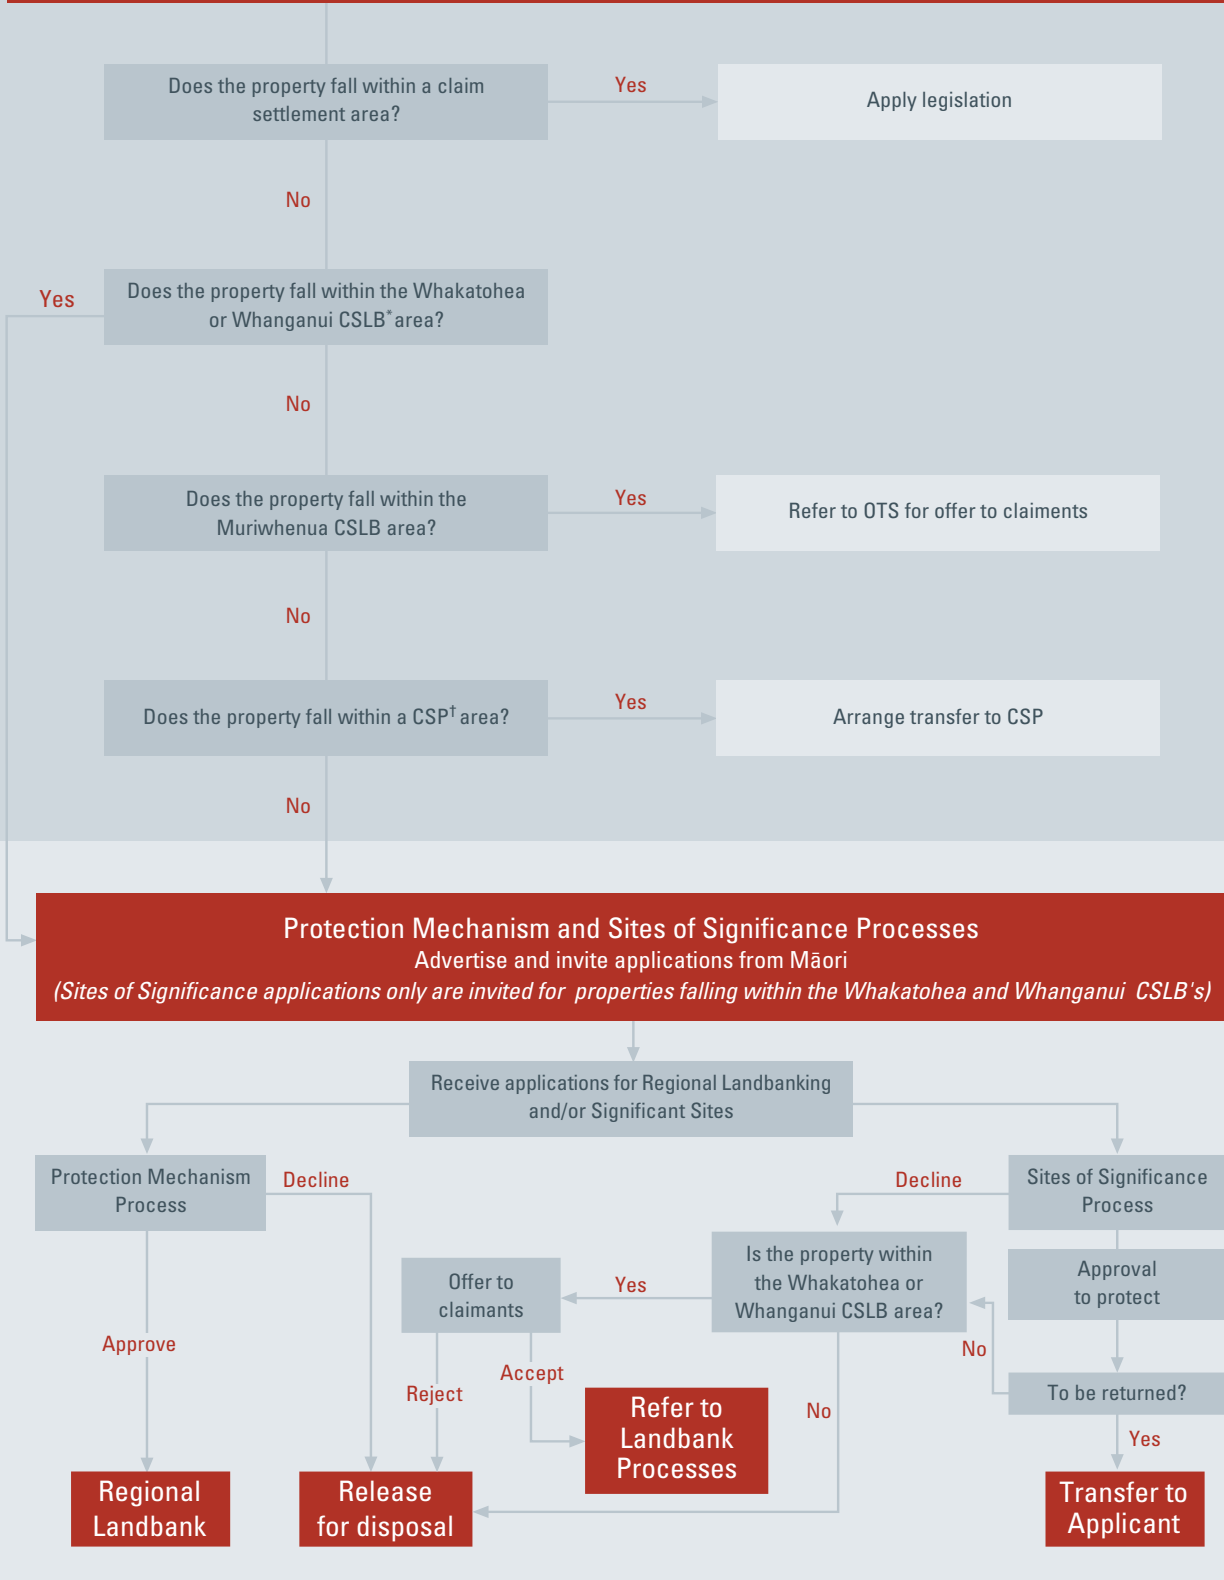 Does the property fall within a claim
settlement area?
Yes
Apply legislation
No
Does the property fall within the Whakatohea
or Whanganui CSLB* area?
Yes
No
Does the property fall within the
Muriwhenua CSLB area?
Yes
Refer to OTS for offer to claiments
No
Does the property fall within a CSP† area?
Yes
Arrange transfer to CSP
No
Protection Mechanism and Sites of Significance Processes
Advertise and invite applications from Māori
(Sites of Significance applications only are invited for properties falling within the Whakatohea and Whanganui CSLB's)
Receive applications for Regional Landbanking
and/or Significant Sites
Protection Mechanism
Process
Decline
Decline
Sites of Significance
Process
Is the property within
the Whakatohea or
Whanganui CSLB area?
Yes
Offer to
claimants
Approval
to protect
Approve
Reject
Accept
No
No
To be returned?
Yes
Refer to
Landbank
Processes
Regional
Landbank
Release
for disposal
Transfer to
Applicant